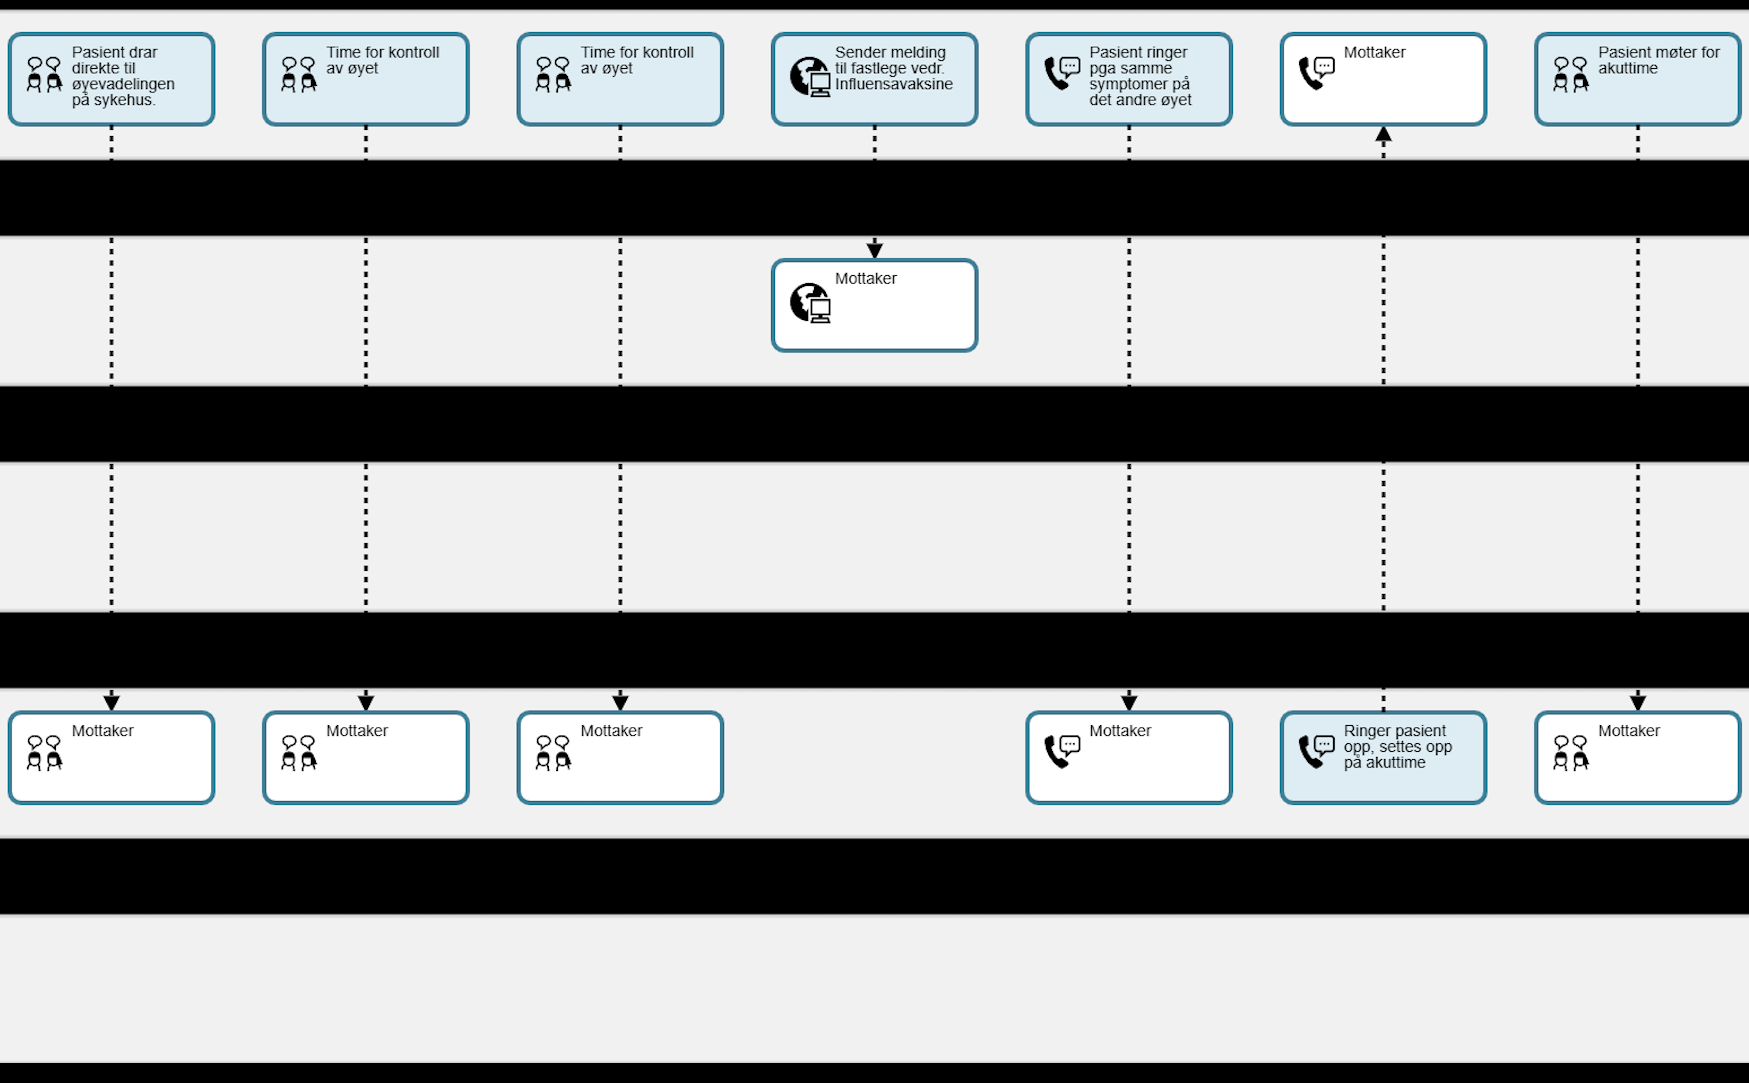 Pasient drar
direkte til
øyevadelingen
på sykehus.
Time for kontroll
av øyet
Time for kontroll
av øyet
Sender melding
til fastlege vedr.
Influensavaksine
Pasient ringer
pga samme
symptomer på
det andre øyet
Mottaker
Pasient møter for
akuttime
Mottaker
Mottaker
Mottaker
Mottaker
Mottaker
Ringer pasient
opp, settes opp
på akuttime
Mottaker